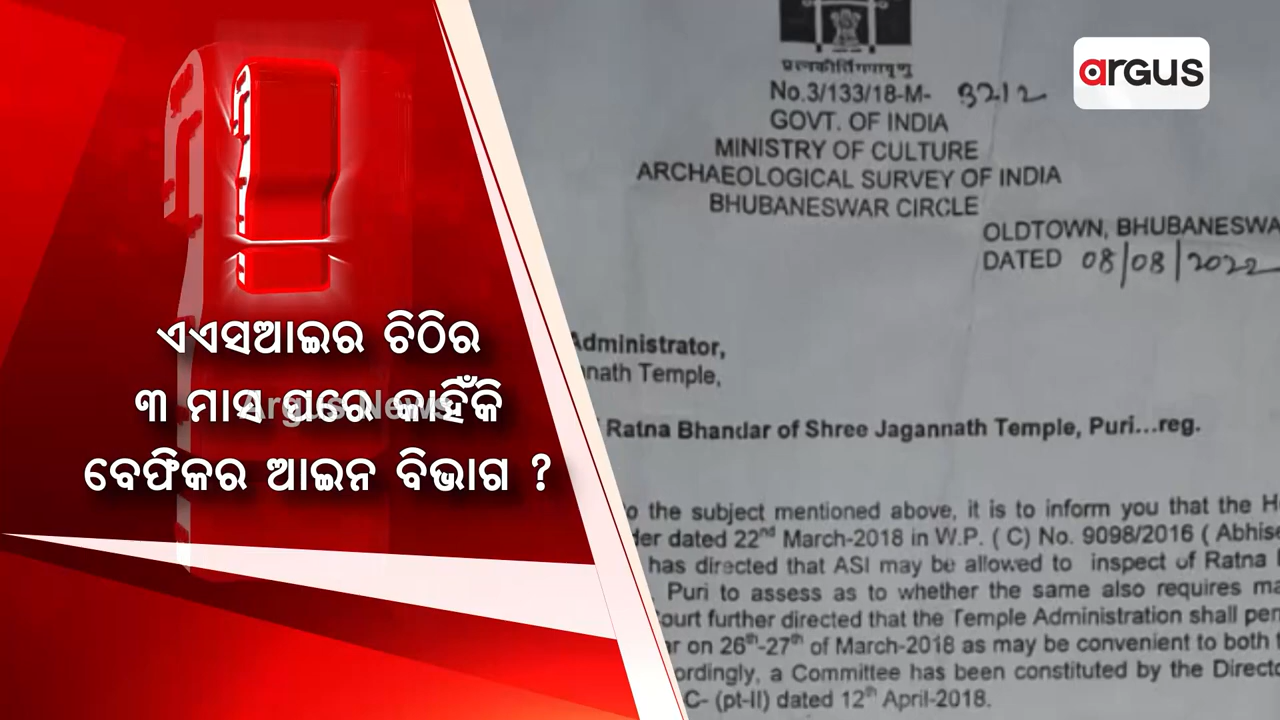 argus
ଏଏସଆଇର ଚିଠିର
୩ ମାସ ପରେ କାହିଁକି
ବେଫିକର ଆଇନ ବିଭାଗ ?
Argus News
No.3/133/18-M- 3212
GOVT. OF INDIA
MINISTRY OF CULTURE
ARCHAEOLOGICAL SURVEY OF INDIA
BHUBANESWAR CIRCLE
OLDTOWN, BHUBANESWA
DATED 08/08/2022
Administrator,
nnath Temple,
Ratna Bhandar of Shree Jagannath Temple, Puri...reg.
o the subject mentioned above, it is to inform you that the H
der dated 22nd March-2018 in W.P. ( C) No. 9098/2016 ( Abhise
has directed that ASI may be allowed to inspect of Ratna
Puri to assess as to whether the same also requires ma
Court further directed that the Temple Administration shall per
r on 26th-27th of March-2018 as may be convenient to both
ordingly, a Committee has been constituted by the Directo
C- (pt-II) dated 12th April-2018.